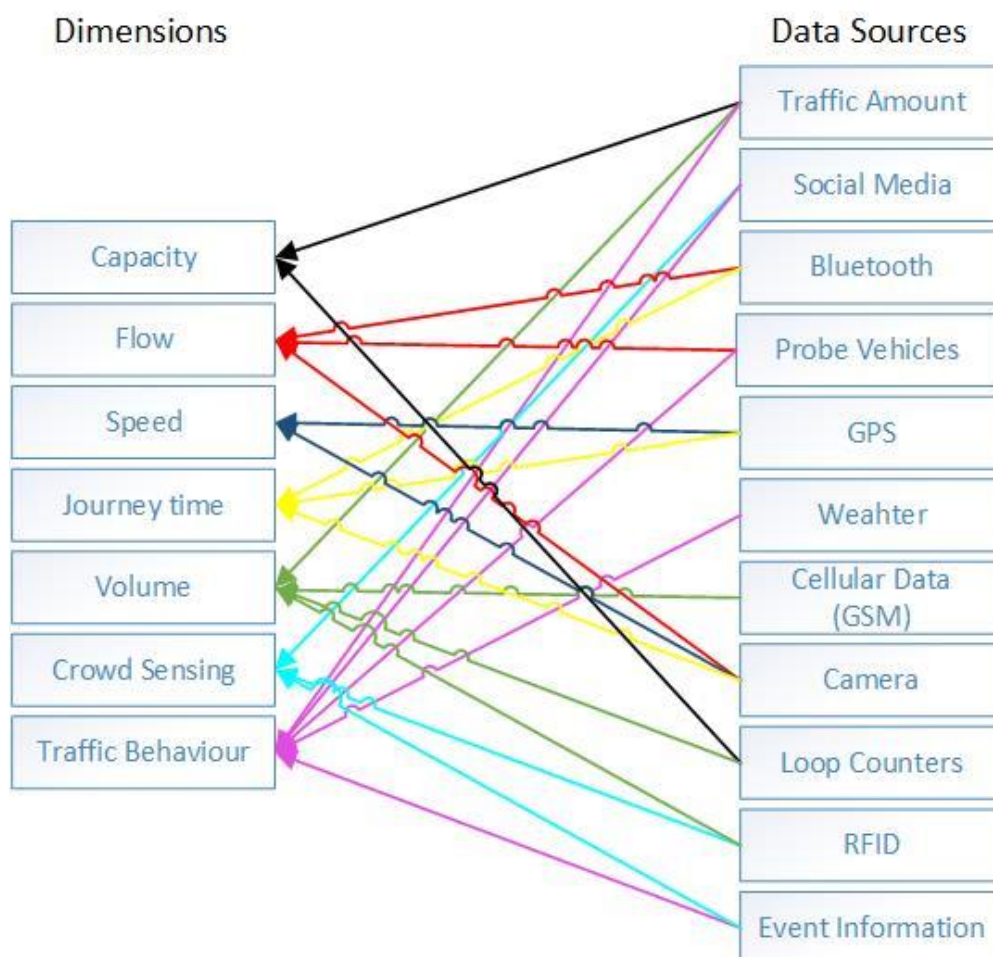 Dimensions
Data Sources
Capacity
Flow
Speed
Journey time
Volume
Crowd Sensing
Traffic Behaviour
Traffic Amount
Social Media
Bluetooth
Probe Vehicles
GPS
Weahter
Cellular Data
(GSM)
Camera
Loop Counters
RFID
Event Information